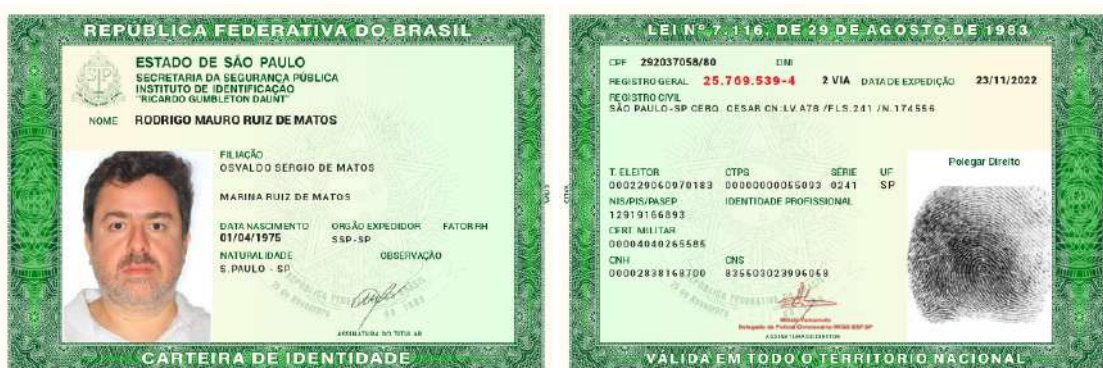 REPÚBLICA FEDERATIVA DO BRASIL
ESTADO DE SÃO PAULO
SECRETARIA DA SEGURANÇA PÚBLICA
INSTITUTO DE IDENTIFICAÇÃO
"RICARDO GUMBLETON DAUNT"
NOME RODRIGO MAURO RUIZ DE MATOS
FILIAÇÃO
OSVALDO SERGIO DE MATOS
MARINA RUIZ DE MATOS
DATA NASCIMENTO ORGÃO EXPEDIDOR FATOR RH
01/04/1975 SSP-SP
NATURALIDADE OBSERVAÇÃO
S.PAULO - SP
ASSINATURA DO TITULAR
CARTEIRA DE IDENTIDADE
LEI Nº 7.116, DE 29 DE AGOSTO DE 1983
CPF 292037058/80 DNI
REGISTRO GERAL 25.769.539-4 2 VIA DATA DE EXPEDIÇÃO 23/11/2022
REGISTRO CIVIL
SÃO PAULO-SP CERQ. CESAR CN:LV.A78 /FLS.241 /N.174556
Polegar Direito
T. ELEITOR CTPS SÉRIE UF
000229060970183 00000000055093 0241 SP
NIS/PIS/PASEP IDENTIDADE PROFISSIONAL
12919166893
CERT. MILITAR
00004040265585
CNH CNS
00002838168700 836603023996068
VÁLIDA EM TODO O TERRITÓRIO NACIONAL